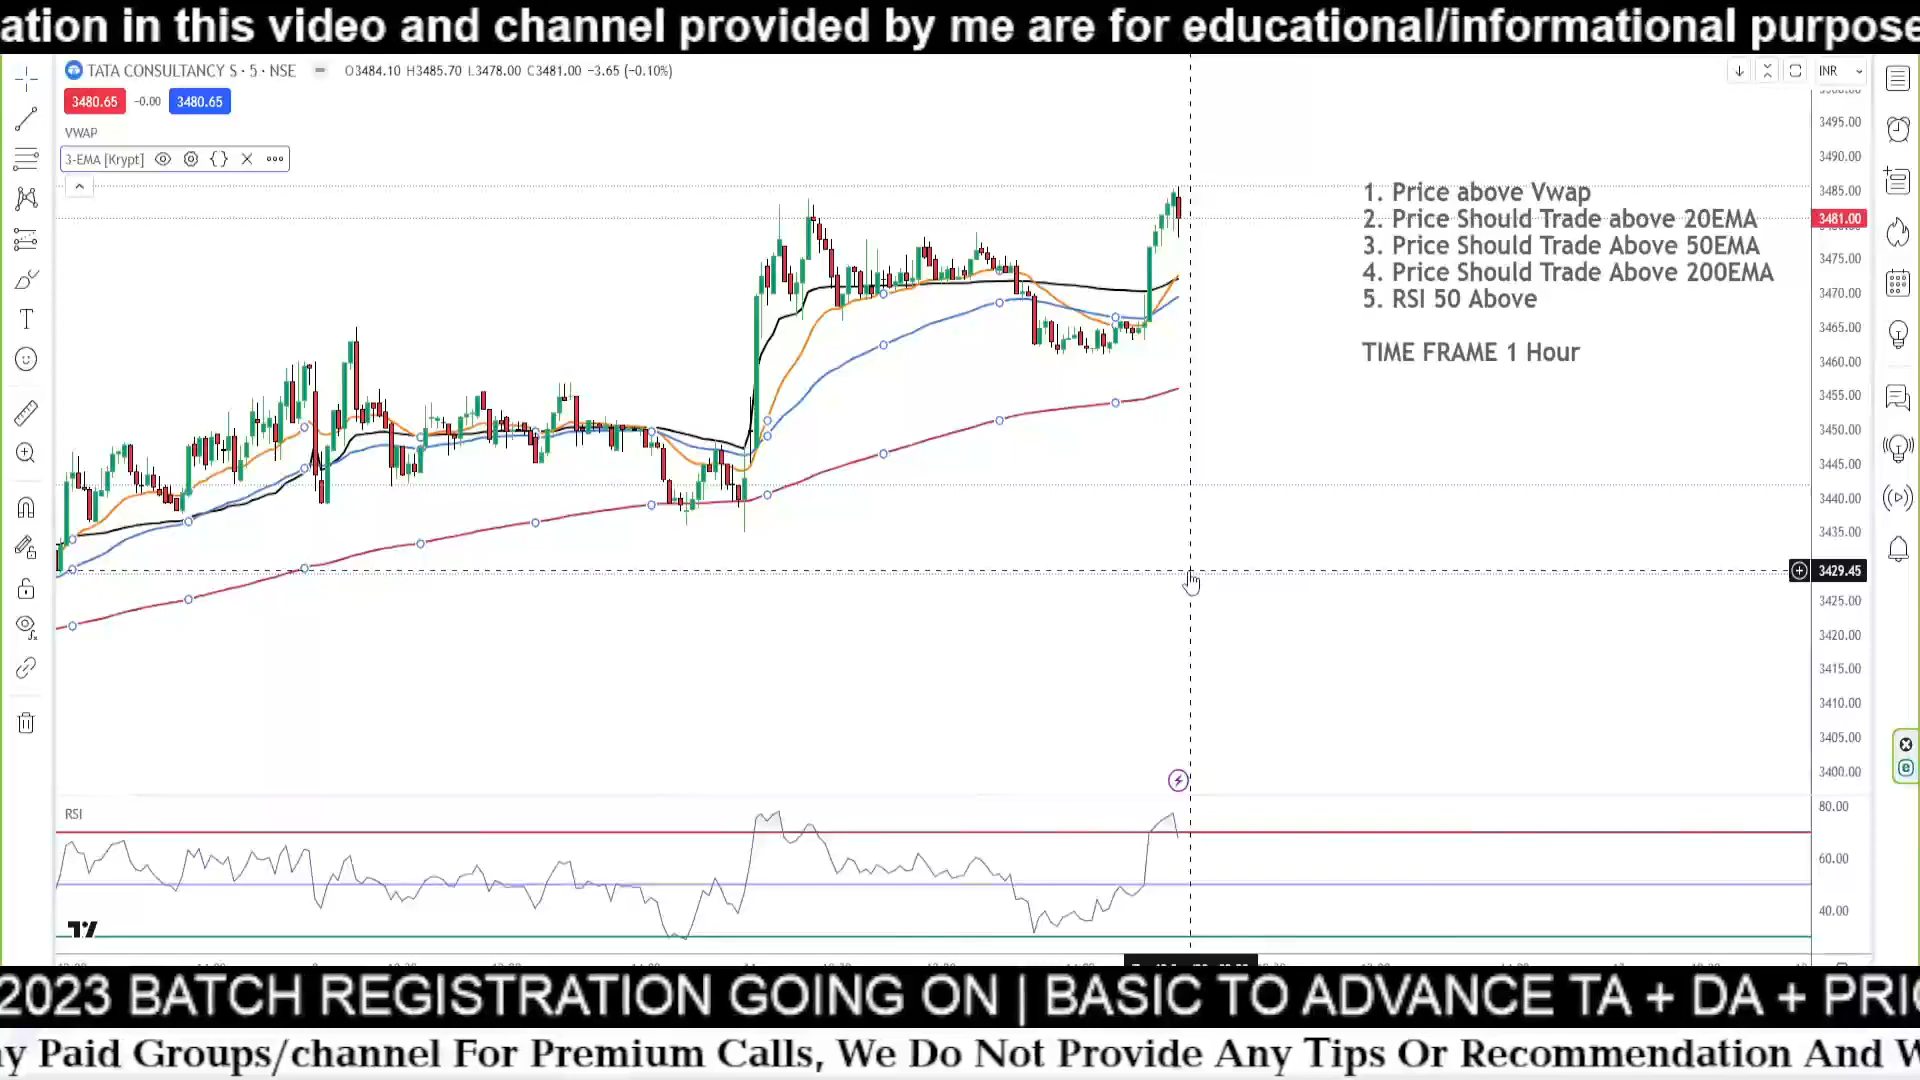 ation in this video and channel provided by me are for educational/informational purpose
TATA CONSULTANCY S · 5 · NSE O3484.10 H3485.70 L3478.00 C3481.00 −3.65 (−0.10%)
INR
3480.65 -0.00 3480.65
VWAP
3-EMA [Krypt]
3495.00
3490.00
3485.00
3481.00
3475.00
3470.00
3465.00
3460.00
3455.00
3450.00
3445.00
3440.00
3435.00
3429.45
3425.00
3420.00
3415.00
3410.00
3405.00
3400.00
1. Price above Vwap
2. Price Should Trade above 20EMA
3. Price Should Trade Above 50EMA
4. Price Should Trade Above 200EMA
5. RSI 50 Above
TIME FRAME 1 Hour
RSI
80.00
60.00
40.00
2023 BATCH REGISTRATION GOING ON | BASIC TO ADVANCE TA + DA + PRIC
ny Paid Groups/channel For Premium Calls, We Do Not Provide Any Tips Or Recommendation And W